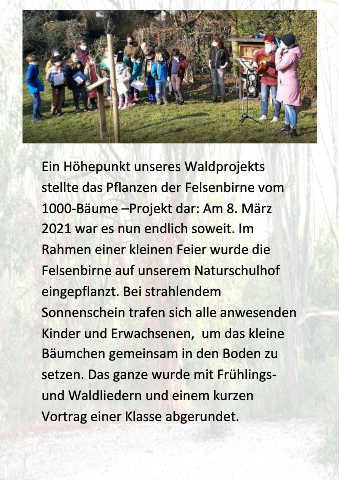 Ein Höhepunkt unseres Waldprojekts
stellte das Pflanzen der Felsenbirne vom
1000-Bäume –Projekt dar: Am 8. März
2021 war es nun endlich soweit. Im
Rahmen einer kleinen Feier wurde die
Felsenbirne auf unserem Naturschulhof
eingepflanzt. Bei strahlendem
Sonnenschein trafen sich alle anwesenden
Kinder und Erwachsenen,  um das kleine
Bäumchen gemeinsam in den Boden zu
setzen. Das ganze wurde mit Frühlings-
und Waldliedern und einem kurzen
Vortrag einer Klasse abgerundet.